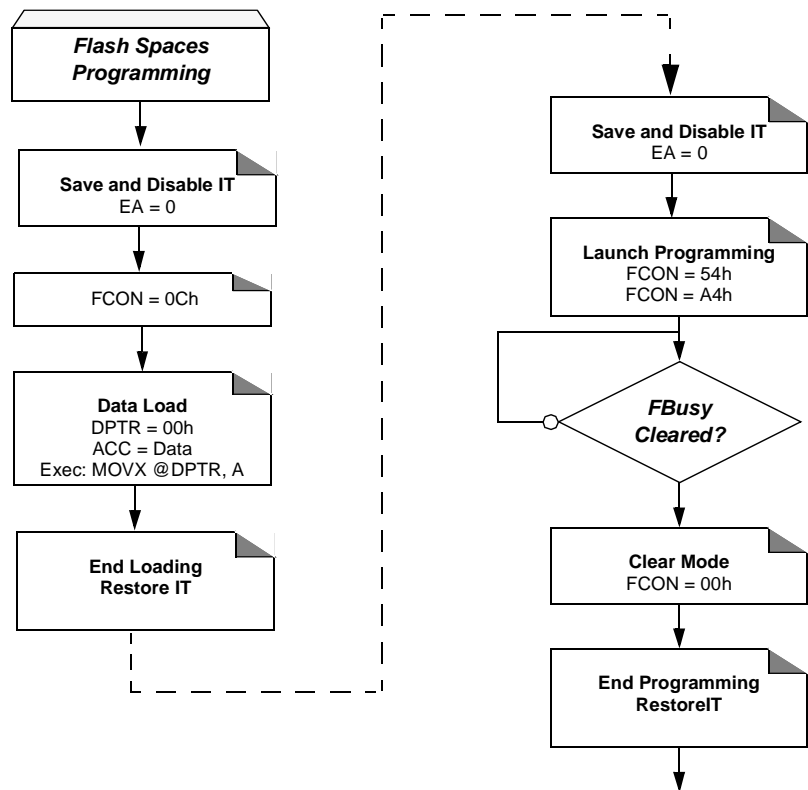 Flash Spaces
Programming
Save and Disable IT
EA = 0
FCON = 0Ch
Data Load
DPTR = 00h
ACC = Data
Exec: MOVX @DPTR, A
End Loading
Restore IT
Save and Disable IT
EA = 0
Launch Programming
FCON = 54h
FCON = A4h
FBusy
Cleared?
Clear Mode
FCON = 00h
End Programming
RestoreIT